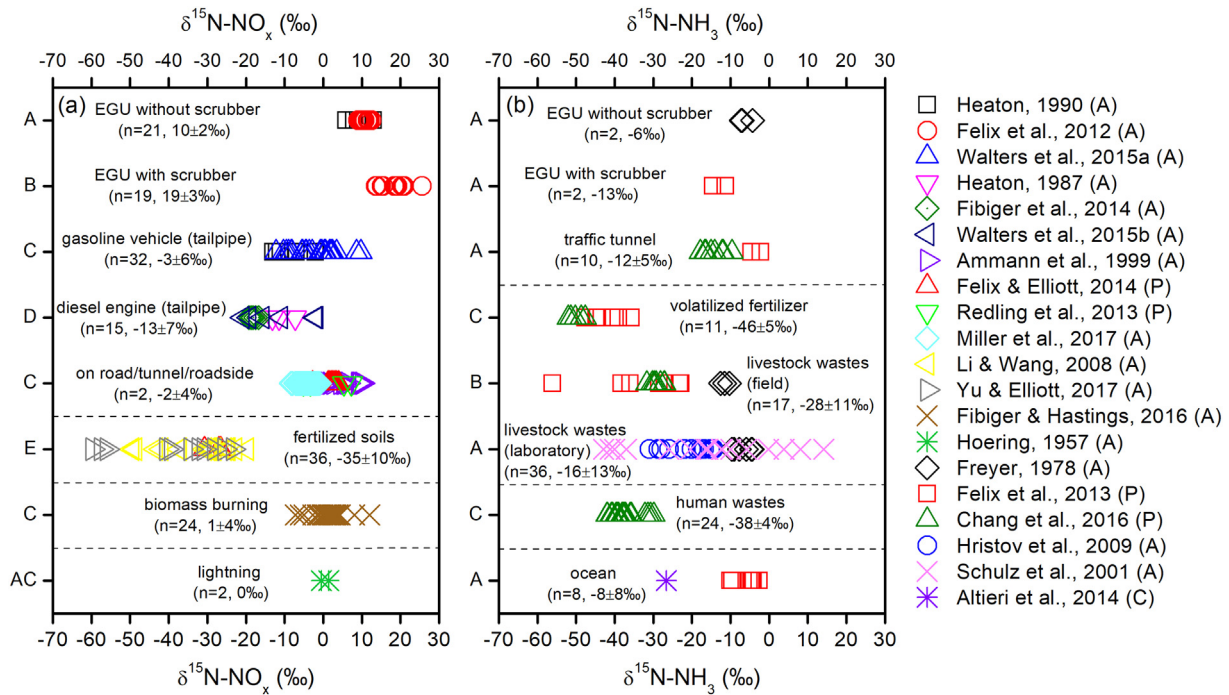 δ15N-NOx (‰)
-70 -60 -50 -40 -30 -20 -10 0 10 20 30
(a)
A
EGU without scrubber
(n=21, 10±2‰)
B
EGU with scrubber
(n=19, 19±3‰)
C
gasoline vehicle (tailpipe)
(n=32, -3±6‰)
D
diesel engine (tailpipe)
(n=15, -13±7‰)
C
on road/tunnel/roadside
(n=2, -2±4‰)
E
fertilized soils
(n=36, -35±10‰)
C
biomass burning
(n=24, 1±4‰)
AC
lightning
(n=2, 0‰)
-70 -60 -50 -40 -30 -20 -10 0 10 20 30
δ15N-NOx (‰)
δ15N-NH3 (‰)
-70 -60 -50 -40 -30 -20 -10 0 10 20 30
(b)
A
EGU without scrubber
(n=2, -6‰)
A
EGU with scrubber
(n=2, -13‰)
A
traffic tunnel
(n=10, -12±5‰)
C
volatilized fertilizer
(n=11, -46±5‰)
B
livestock wastes
(field)
(n=17, -28±11‰)
A
livestock wastes
(laboratory)
(n=36, -16±13‰)
C
human wastes
(n=24, -38±4‰)
A
ocean
(n=8, -8±8‰)
-70 -60 -50 -40 -30 -20 -10 0 10 20 30
δ15N-NH3 (‰)
Heaton, 1990 (A)
Felix et al., 2012 (A)
Walters et al., 2015a (A)
Heaton, 1987 (A)
Fibiger et al., 2014 (A)
Walters et al., 2015b (A)
Ammann et al., 1999 (A)
Felix & Elliott, 2014 (P)
Redling et al., 2013 (P)
Miller et al., 2017 (A)
Li & Wang, 2008 (A)
Yu & Elliott, 2017 (A)
Fibiger & Hastings, 2016 (A)
Hoering, 1957 (A)
Freyer, 1978 (A)
Felix et al., 2013 (P)
Chang et al., 2016 (P)
Hristov et al., 2009 (A)
Schulz et al., 2001 (A)
Altieri et al., 2014 (C)